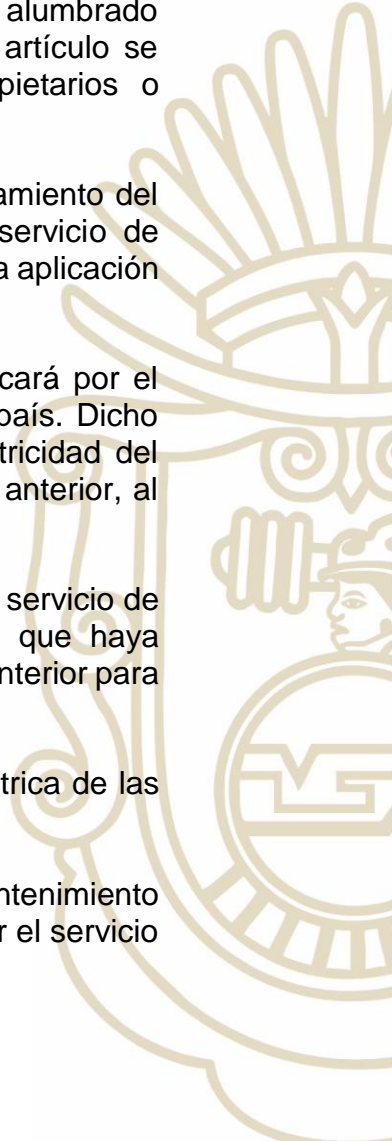 alumbrado
artículo se
pietarios o
amiento del
servicio de
a aplicación
cará por el
país. Dicho
tricidad del
anterior, al
servicio de
que haya
nterior para
trica de las
ntenimiento
r el servicio